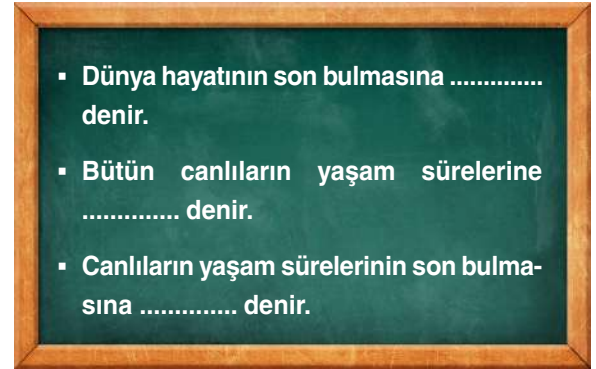 ▪ Dünya hayatının son bulmasına ..............
denir.
▪ Bütün canlıların yaşam sürelerine
.............. denir.
▪ Canlıların yaşam sürelerinin son bulma-
sına .............. denir.